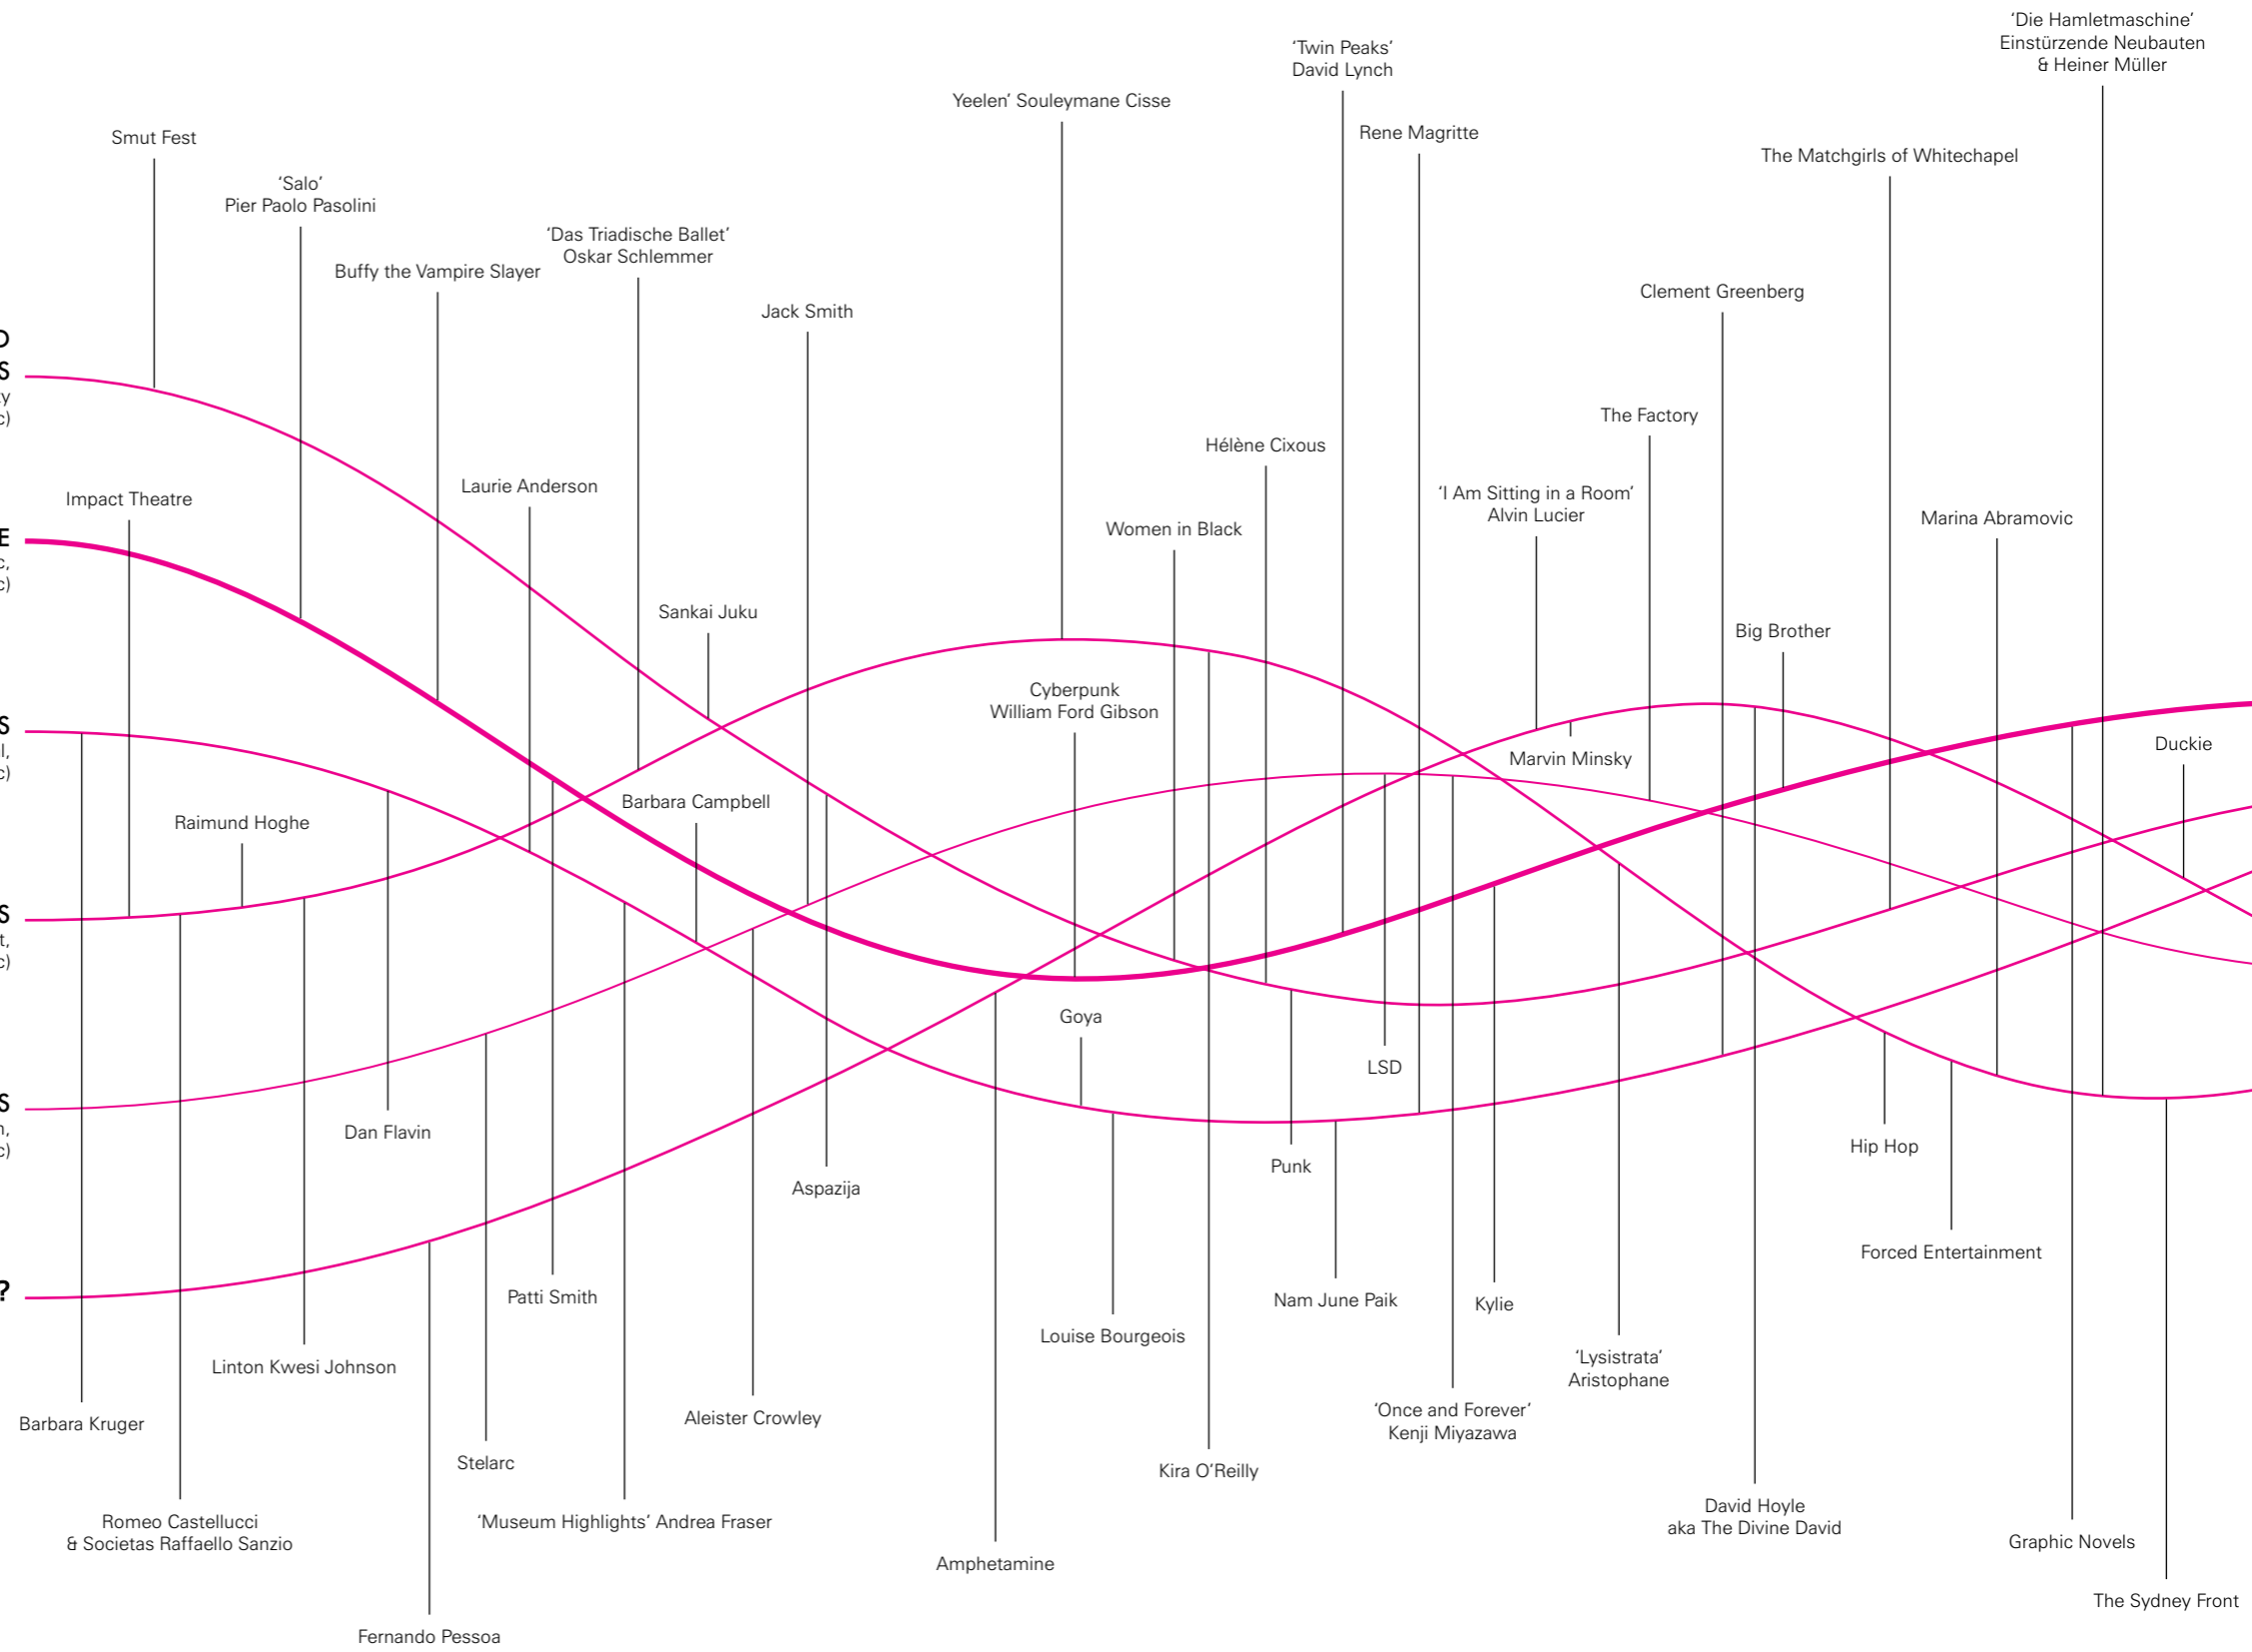 'Die Hamletmaschine'
Einstürzende Neubauten
& Heiner Müller
'Twin Peaks'
David Lynch
Yeelen' Souleymane Cisse
Rene Magritte
Smut Fest
The Matchgirls of Whitechapel
'Salo'
Pier Paolo Pasolini
'Das Triadische Ballet'
Oskar Schlemmer
Buffy the Vampire Slayer
Clement Greenberg
Jack Smith
S
c)
The Factory
Hélène Cixous
Laurie Anderson
'I Am Sitting in a Room'
Alvin Lucier
Impact Theatre
Marina Abramovic
Women in Black
E
c,
c)
Sankai Juku
Big Brother
Cyberpunk
William Ford Gibson
S
l,
c)
Duckie
Marvin Minsky
Barbara Campbell
Raimund Hoghe
S
t,
c)
Goya
LSD
S
n,
c)
Dan Flavin
Hip Hop
Punk
Aspazija
Forced Entertainment
?
Patti Smith
Nam June Paik
Kylie
Louise Bourgeois
'Lysistrata'
Aristophane
Linton Kwesi Johnson
'Once and Forever'
Kenji Miyazawa
Aleister Crowley
Barbara Kruger
Stelarc
Kira O'Reilly
David Hoyle
aka The Divine David
Romeo Castellucci
& Societas Raffaello Sanzio
'Museum Highlights' Andrea Fraser
Graphic Novels
Amphetamine
The Sydney Front
Fernando Pessoa